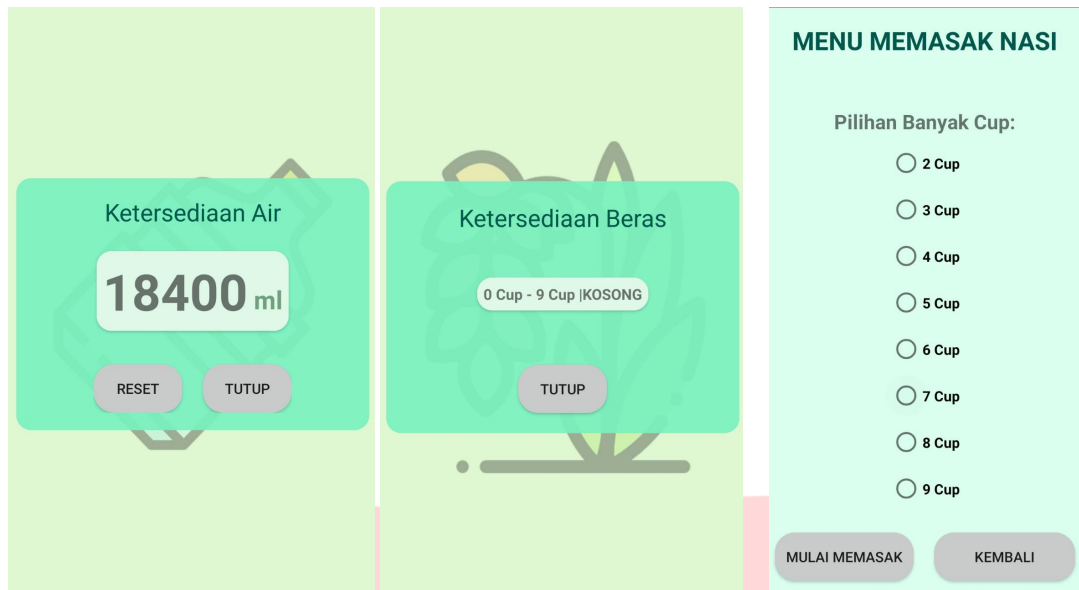 Ketersediaan Air
18400 ml
RESET
TUTUP
Ketersediaan Beras
0 Cup - 9 Cup |KOSONG
TUTUP
MENU MEMASAK NASI
Pilihan Banyak Cup:
2 Cup
3 Cup
4 Cup
5 Cup
6 Cup
7 Cup
8 Cup
9 Cup
MULAI MEMASAK
KEMBALI